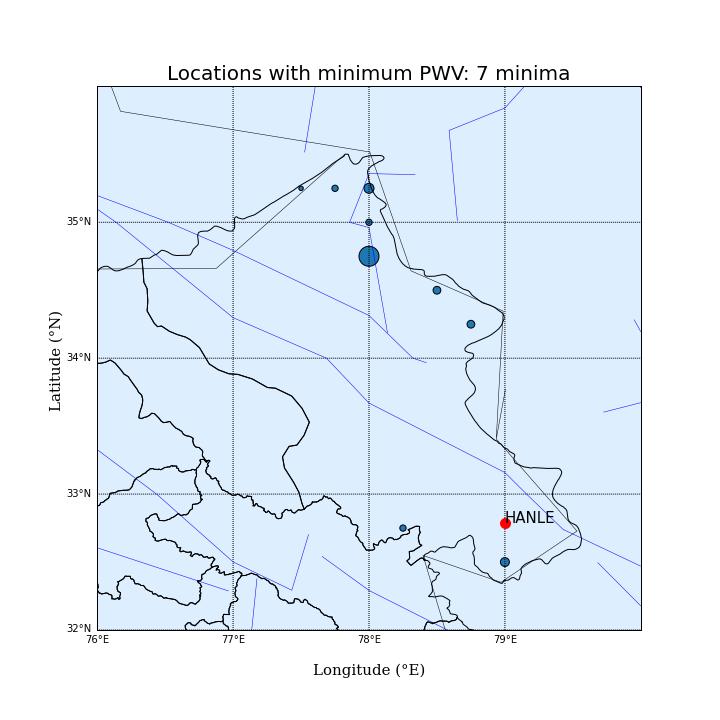 Locations with minimum PWV: 7 minima
35°N
34°N
33°N
32°N
Latitude (°N)
HANLE
76°E
77°E
78°E
79°E
Longitude (°E)